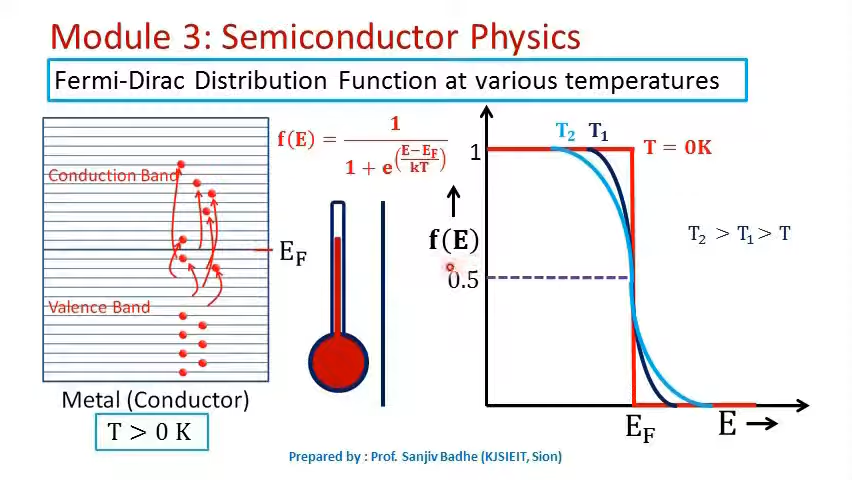 Module 3: Semiconductor Physics
Fermi-Dirac Distribution Function at various temperatures
f(E) = 1 / (1 + e^((E−E_F)/kT))
Conduction Band
E_F
Valence Band
Metal (Conductor)
T > 0 K
T₂ T₁
T = 0K
1
f(E)
0.5
T₂ > T₁ > T
E_F
E
Prepared by : Prof. Sanjiv Badhe (KJSIEIT, Sion)